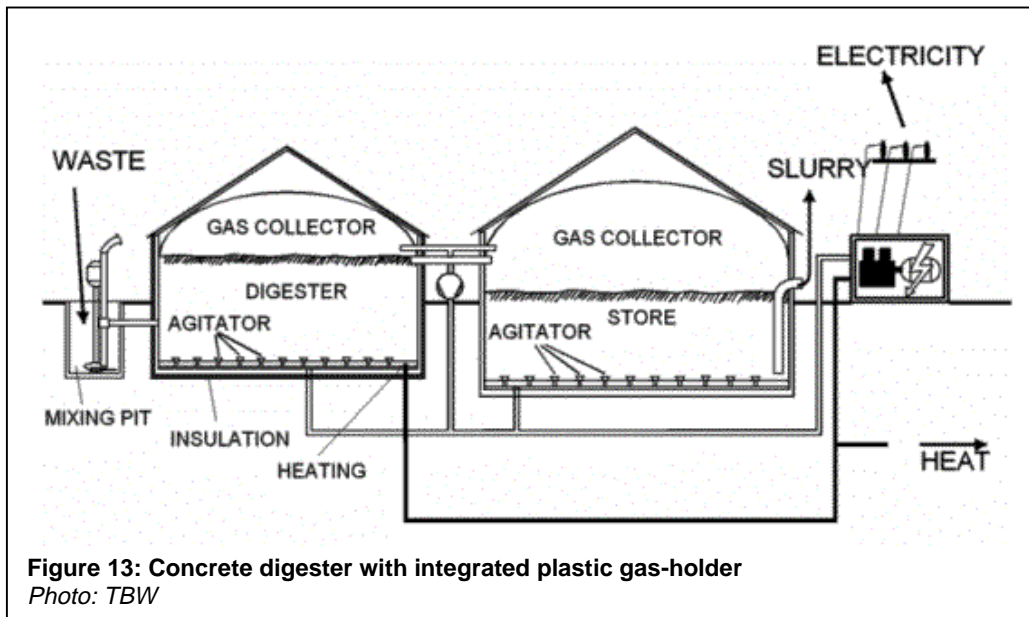 ELECTRICITY
WASTE
SLURRY
GAS COLLECTOR
GAS COLLECTOR
DIGESTER
STORE
AGITATOR
AGITATOR
MIXING PIT
INSULATION
HEATING
HEAT
Figure 13: Concrete digester with integrated plastic gas-holder
Photo: TBW